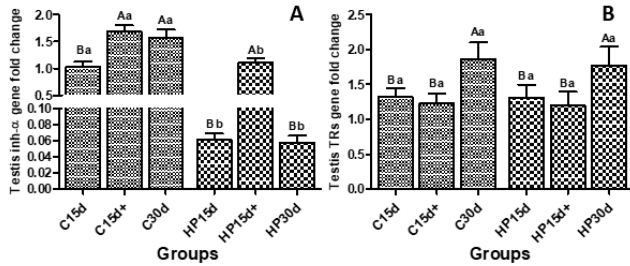 A
Testis inh-α gene fold change
2.0
1.5
1.0
0.5
0.10
0.08
0.06
0.04
0.02
0.00
Ba
Aa
Aa
Bb
Ab
Bb
C15d
C15d+
C30d
HP15d
HP15d+
HP30d
Groups
B
Testis TRs gene fold change
2.5
2.0
1.5
1.0
0.5
0.0
Ba
Ba
Aa
Ba
Ba
Aa
C15d
C15d+
C30d
HP15d
HP15d+
HP30d
Groups